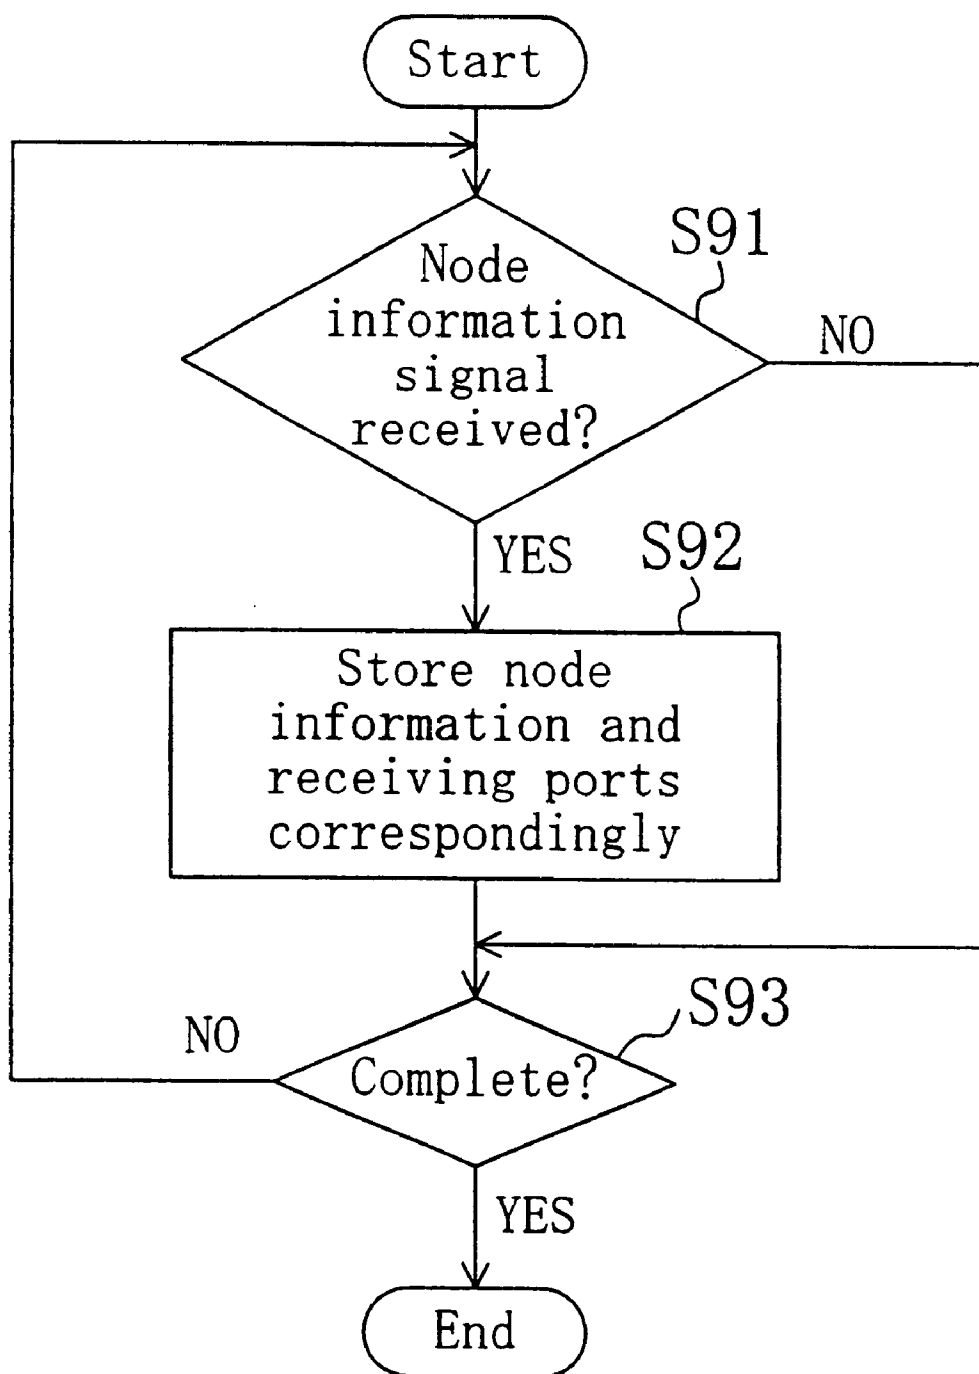 Start
S91
Node
information
signal
received?
NO
YES
S92
Store node
information and
receiving ports
correspondingly
S93
NO
Complete?
YES
End